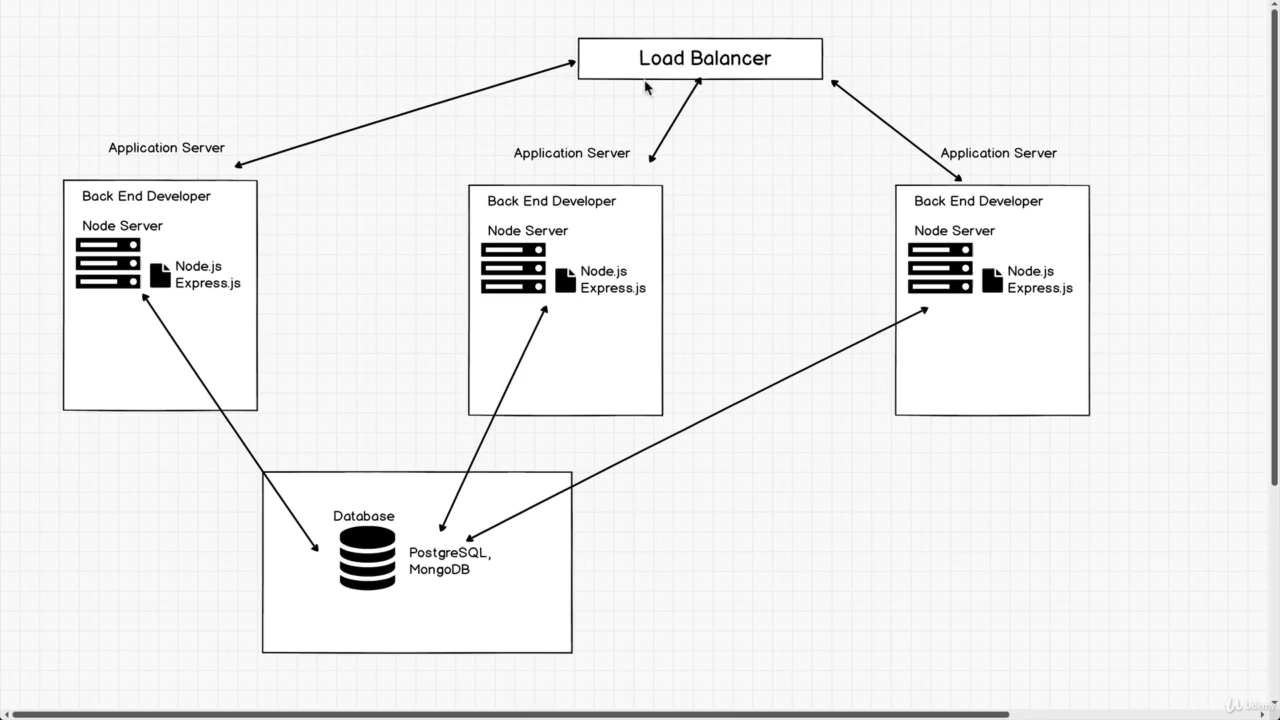 Load Balancer
Application Server
Back End Developer
Node Server
Node.js
Express.js
Application Server
Back End Developer
Node Server
Node.js
Express.js
Application Server
Back End Developer
Node Server
Node.js
Express.js
Database
PostgreSQL,
MongoDB
Udemy